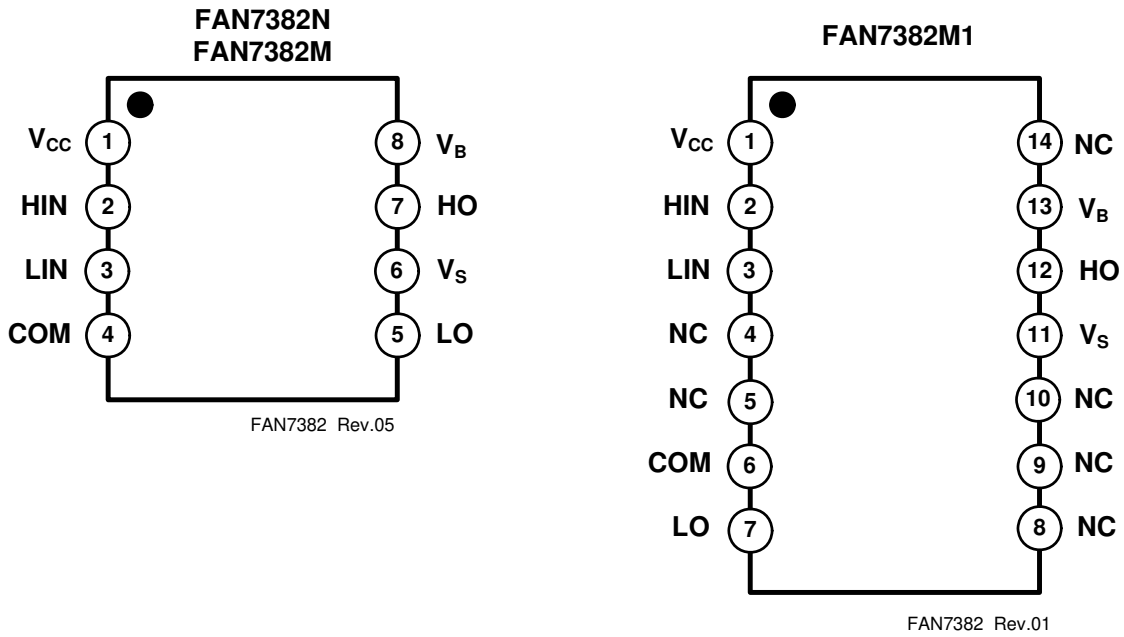 FAN7382N
FAN7382M
VCC 1
HIN 2
LIN 3
COM 4
8 VB
7 HO
6 VS
5 LO
FAN7382 Rev.05
FAN7382M1
VCC 1
HIN 2
LIN 3
NC 4
NC 5
COM 6
LO 7
14 NC
13 VB
12 HO
11 VS
10 NC
9 NC
8 NC
FAN7382 Rev.01